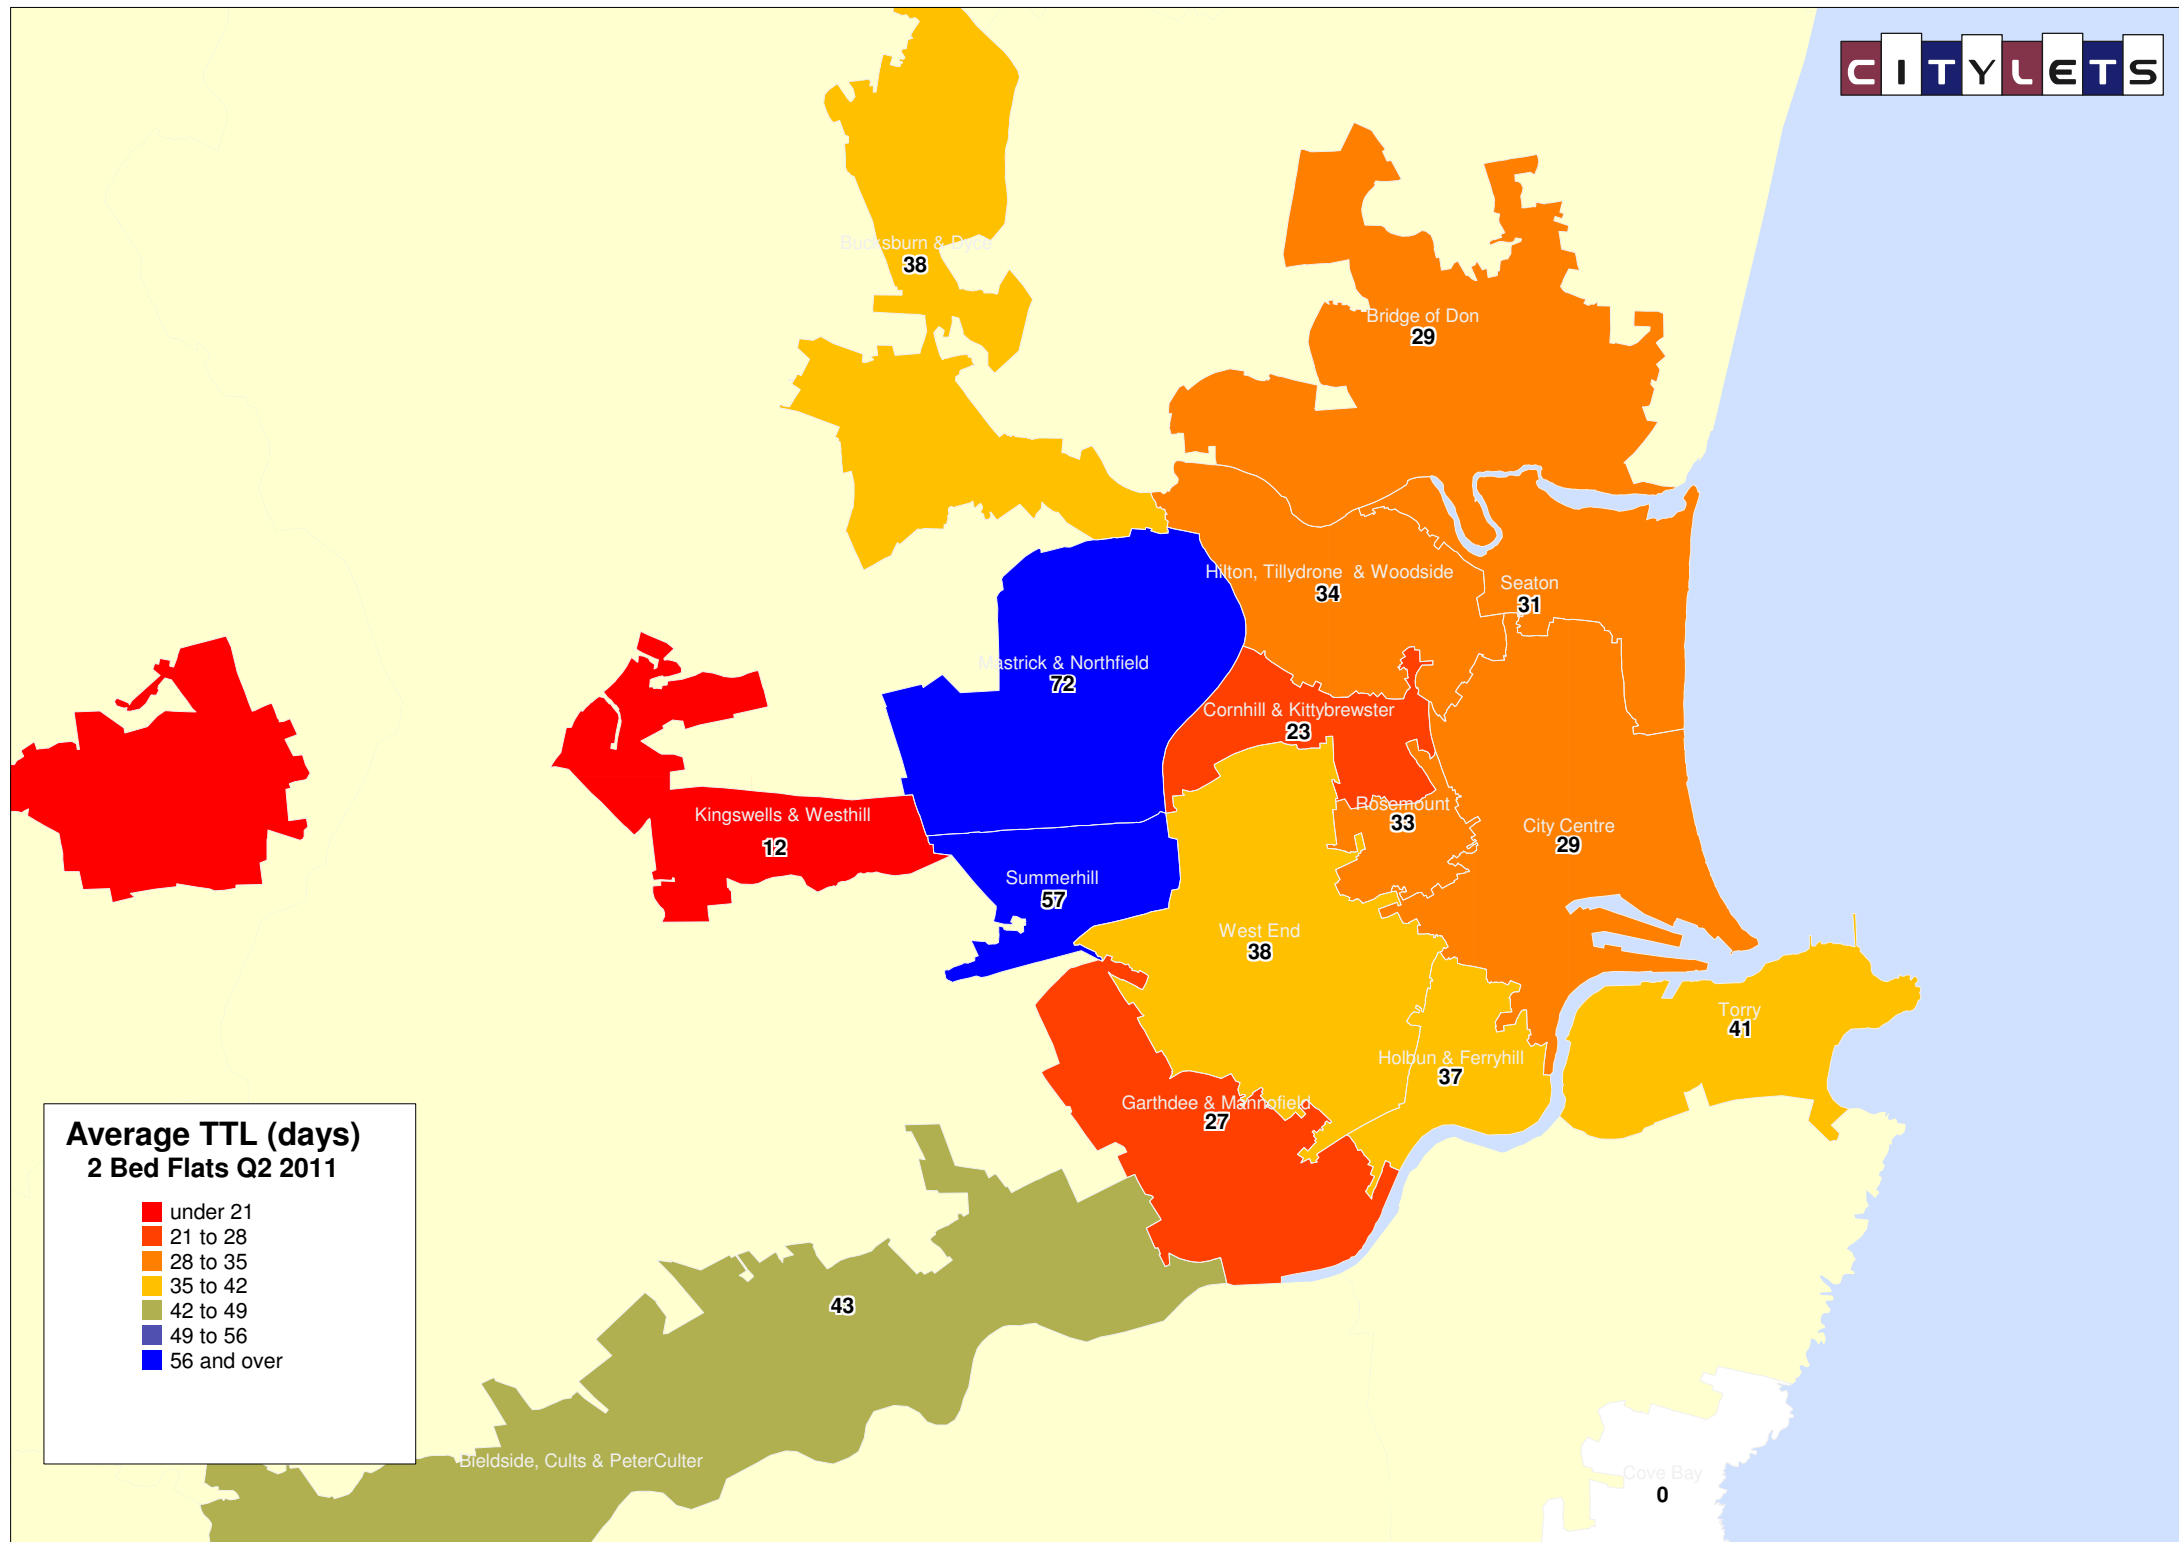 CITYLETS
Bucksburn & Dyce
38
Bridge of Don
29
Hilton, Tillydrone  & Woodside
34
Seaton
31
Mastrick & Northfield
72
Cornhill & Kittybrewster
23
Rosemount
33
Kingswells & Westhill
12
City Centre
29
Summerhill
57
West End
38
Torry
41
Holbun & Ferryhill
37
Garthdee & Mannofield
27
43
Bieldside, Cults & PeterCulter
Cove Bay
0
Average TTL (days)
2 Bed Flats Q2 2011
under 21
21 to 28
28 to 35
35 to 42
42 to 49
49 to 56
56 and over